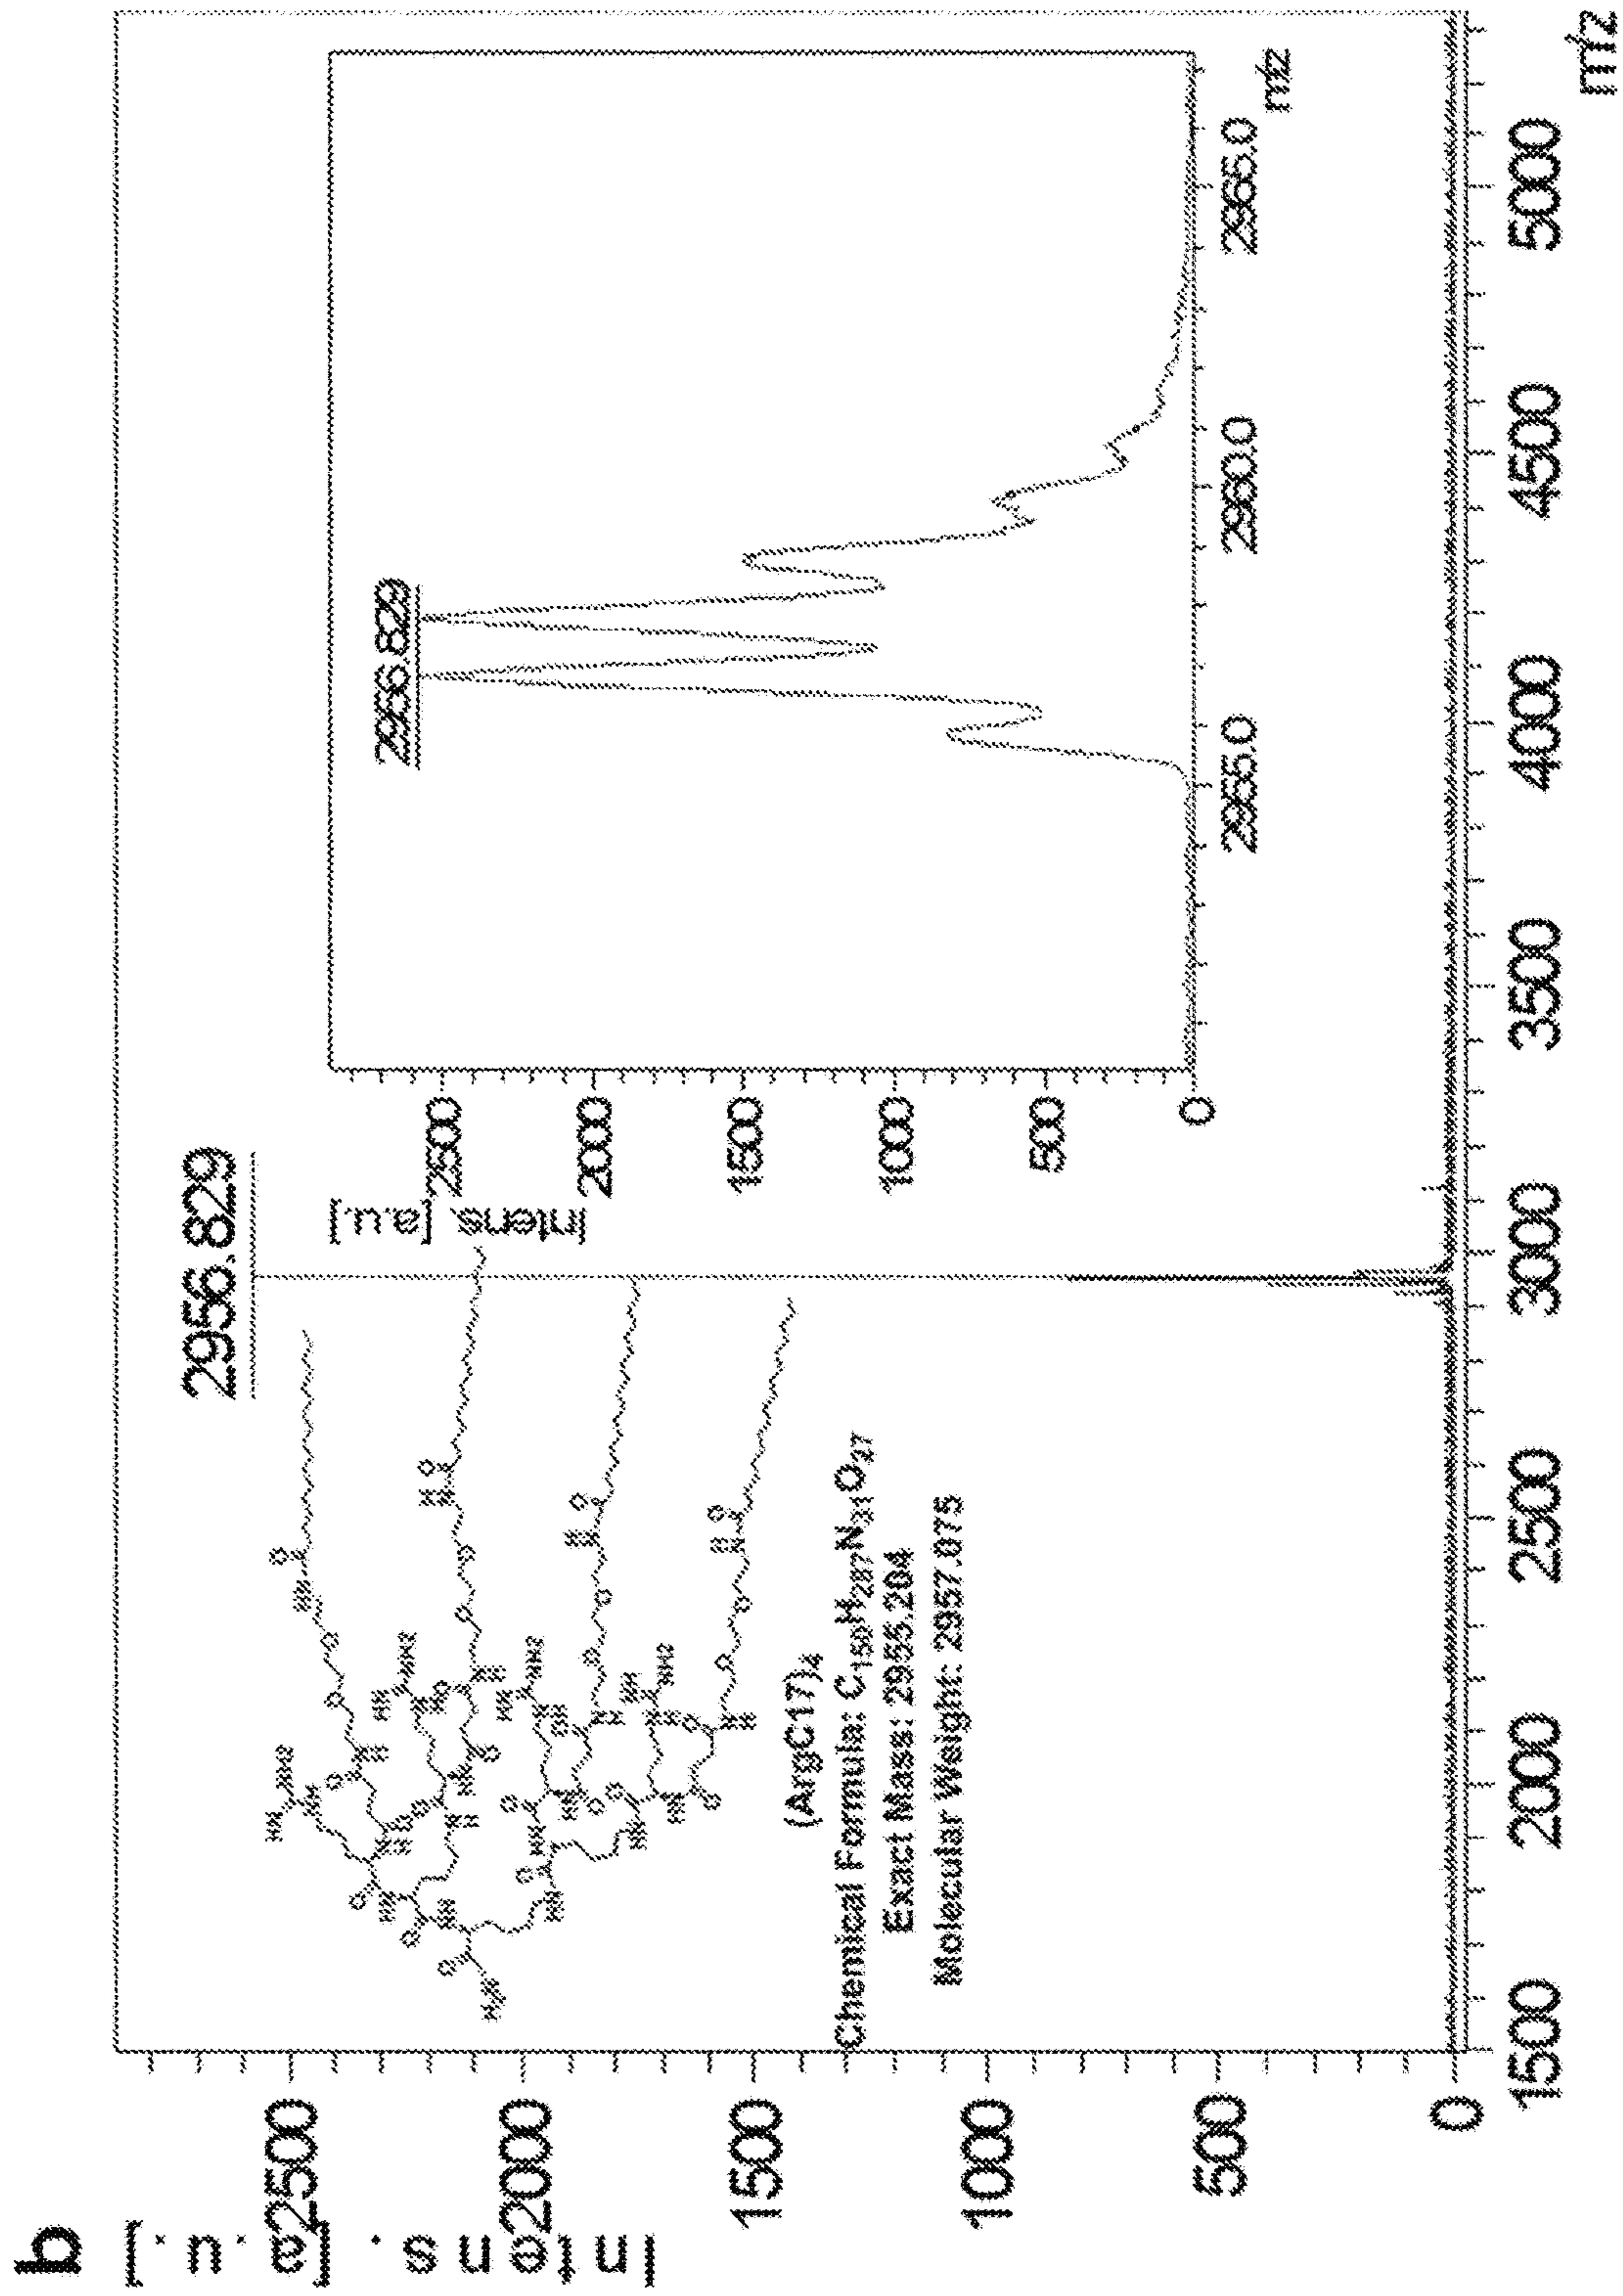 b
Intens. [a.u.]
2956.829
2500
2000
1500
1000
500
0
1500
2000
2500
3000
3500
4000
4500
5000
m/z
(ArgC17)₄
Chemical Formula: C₁₅₀H₂₈₇N₃₁O₂₇
Exact Mass: 2955.204
Molecular Weight: 2957.075
Intens. [a.u.]
2956.829
2500
2000
1500
1000
500
0
2955.0
2960.0
2965.0
m/z